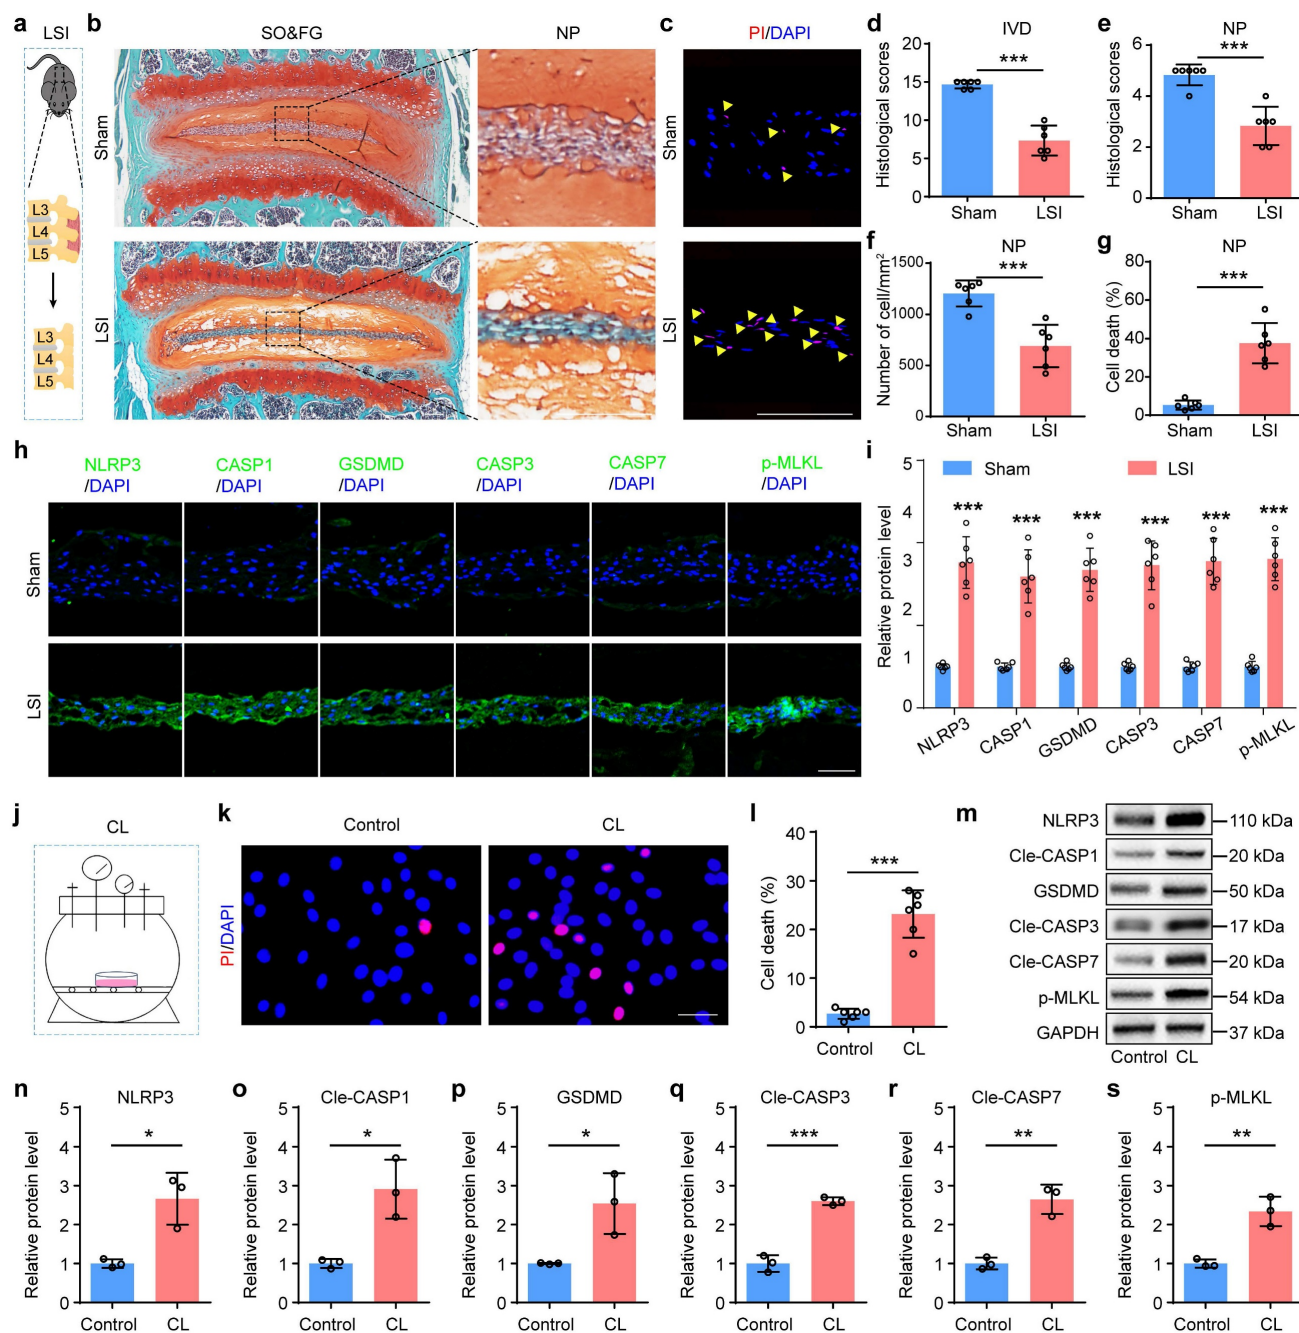 a
LSI
L3
L4
L5
L3
L4
L5
b
SO&FG
NP
Sham
LSI
c
PI/DAPI
Sham
LSI
d
IVD
Histological scores
20
15
10
5
0
***
Sham
LSI
e
NP
Histological scores
6
4
2
0
***
Sham
LSI
f
NP
Number of cell/mm²
1500
1000
500
0
***
Sham
LSI
g
NP
Cell death (%)
80
60
40
20
0
***
Sham
LSI
h
NLRP3
/DAPI
CASP1
/DAPI
GSDMD
/DAPI
CASP3
/DAPI
CASP7
/DAPI
p-MLKL
/DAPI
Sham
LSI
i
Sham
LSI
Relative protein level
5
4
3
2
1
0
***
***
***
***
***
***
NLRP3
CASP1
GSDMD
CASP3
CASP7
p-MLKL
j
CL
k
Control
CL
PI/DAPI
l
Cell death (%)
40
30
20
10
0
***
Control
CL
m
NLRP3
110 kDa
Cle-CASP1
20 kDa
GSDMD
50 kDa
Cle-CASP3
17 kDa
Cle-CASP7
20 kDa
p-MLKL
54 kDa
GAPDH
37 kDa
Control CL
n
NLRP3
Relative protein level
5
4
3
2
1
0
*
Control
CL
o
Cle-CASP1
Relative protein level
5
4
3
2
1
0
*
Control
CL
p
GSDMD
Relative protein level
5
4
3
2
1
0
*
Control
CL
q
Cle-CASP3
Relative protein level
5
4
3
2
1
0
***
Control
CL
r
Cle-CASP7
Relative protein level
5
4
3
2
1
0
**
Control
CL
s
p-MLKL
Relative protein level
5
4
3
2
1
0
**
Control
CL